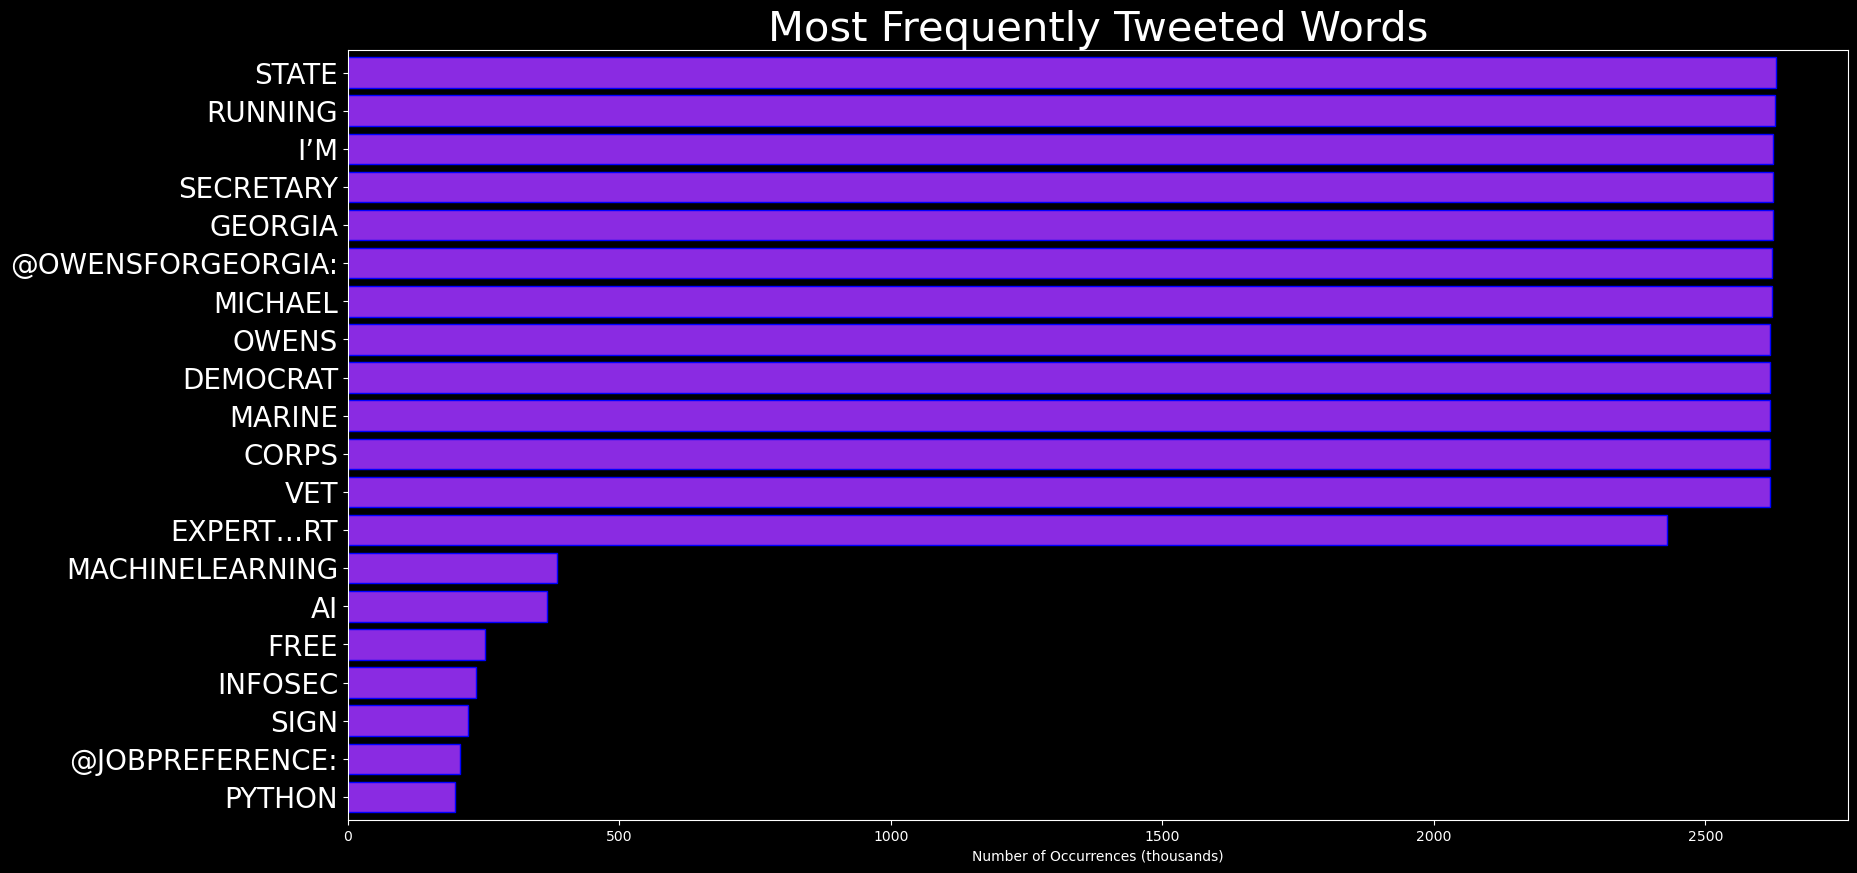 Most Frequently Tweeted Words
STATE
RUNNING
I’M
SECRETARY
GEORGIA
@OWENSFORGEORGIA:
MICHAEL
OWENS
DEMOCRAT
MARINE
CORPS
VET
EXPERT…RT
MACHINELEARNING
AI
FREE
INFOSEC
SIGN
@JOBPREFERENCE:
PYTHON
0 500 1000 1500 2000 2500
Number of Occurrences (thousands)